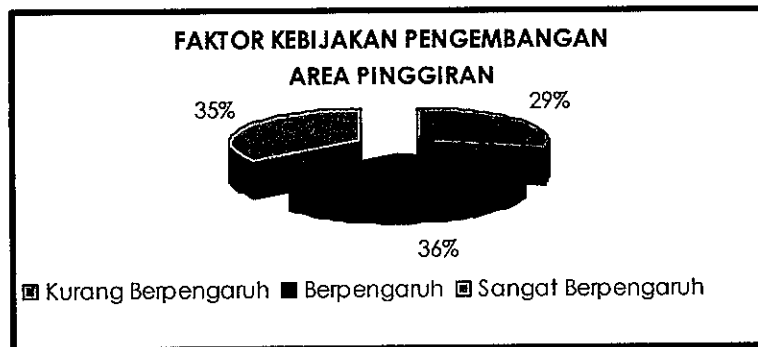 FAKTOR KEBIJAKAN PENGEMBANGAN
AREA PINGGIRAN
35%
29%
36%
Kurang Berpengaruh Berpengaruh Sangat Berpengaruh